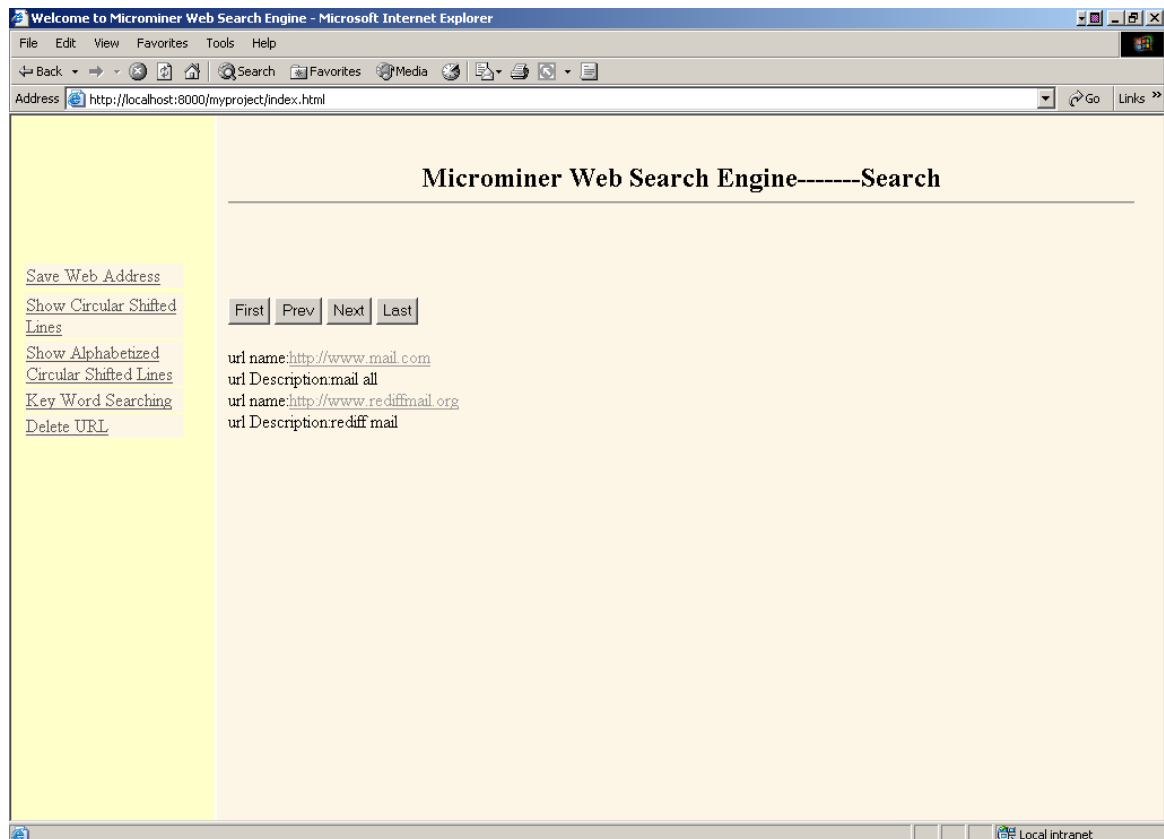 Welcome to Microminer Web Search Engine - Microsoft Internet Explorer
File Edit View Favorites Tools Help
Back Search Favorites Media
Address http://localhost:8000/myproject/index.html Go Links »
Microminer Web Search Engine-------Search
Save Web Address
Show Circular Shifted
Lines
Show Alphabetized
Circular Shifted Lines
Key Word Searching
Delete URL
First Prev Next Last
url name:http://www.mail.com
url Description:mail all
url name:http://www.rediffmail.org
url Description:rediff mail
Local intranet